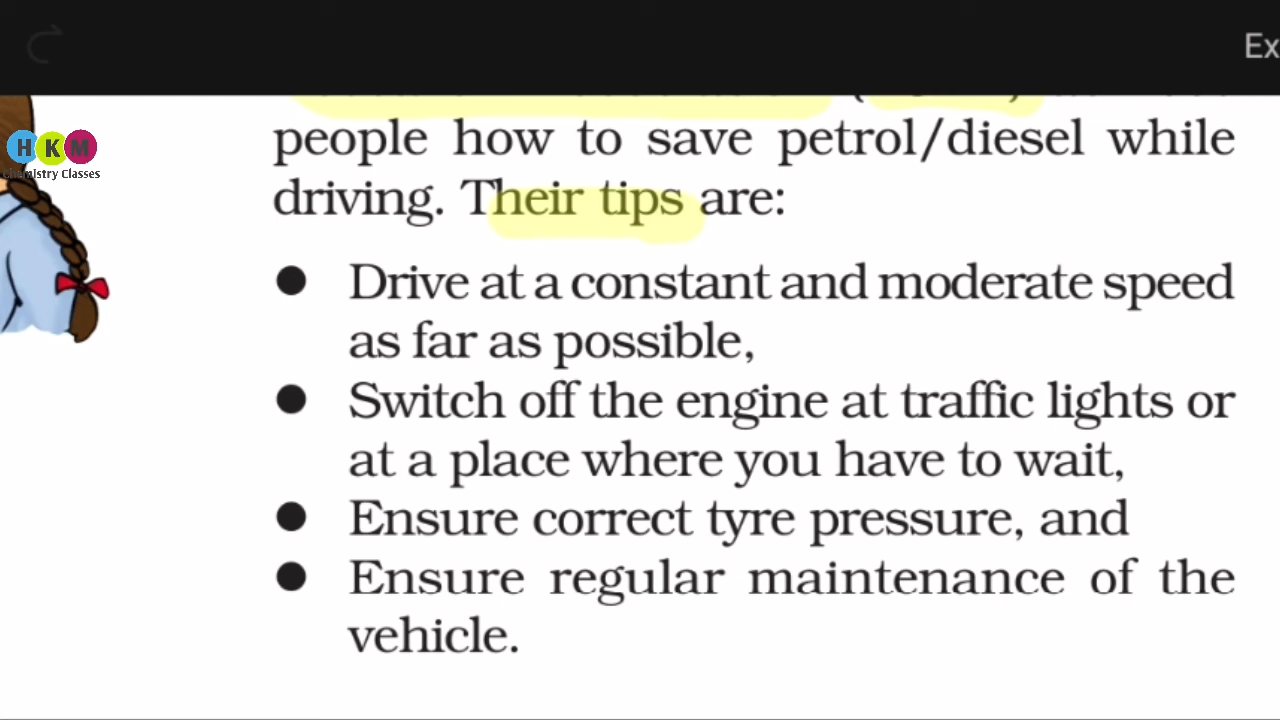 Ex
H K M
Chemistry Classes
people how to save petrol/diesel while
driving. Their tips are:
● Drive at a constant and moderate speed
as far as possible,
● Switch off the engine at traffic lights or
at a place where you have to wait,
● Ensure correct tyre pressure, and
● Ensure regular maintenance of the
vehicle.